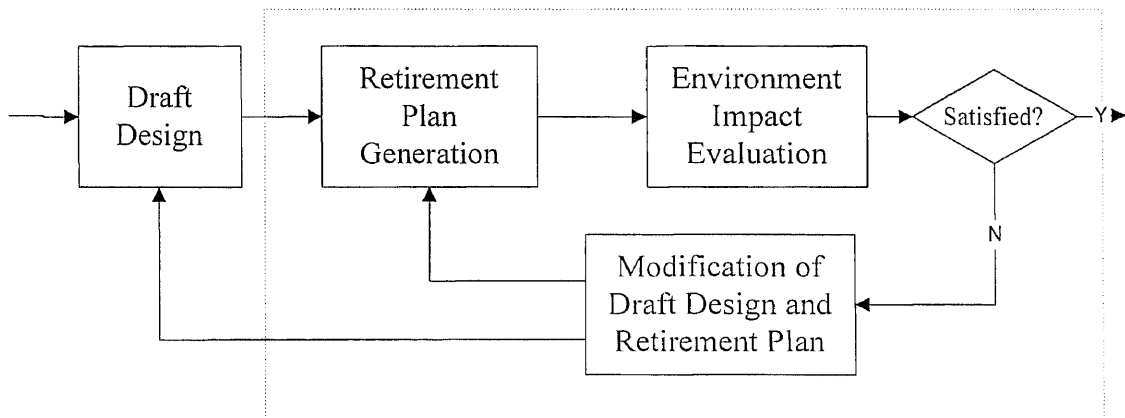 Draft
Design
Retirement
Plan
Generation
Environment
Impact
Evaluation
Satisfied?
Y
N
Modification of
Draft Design and
Retirement Plan